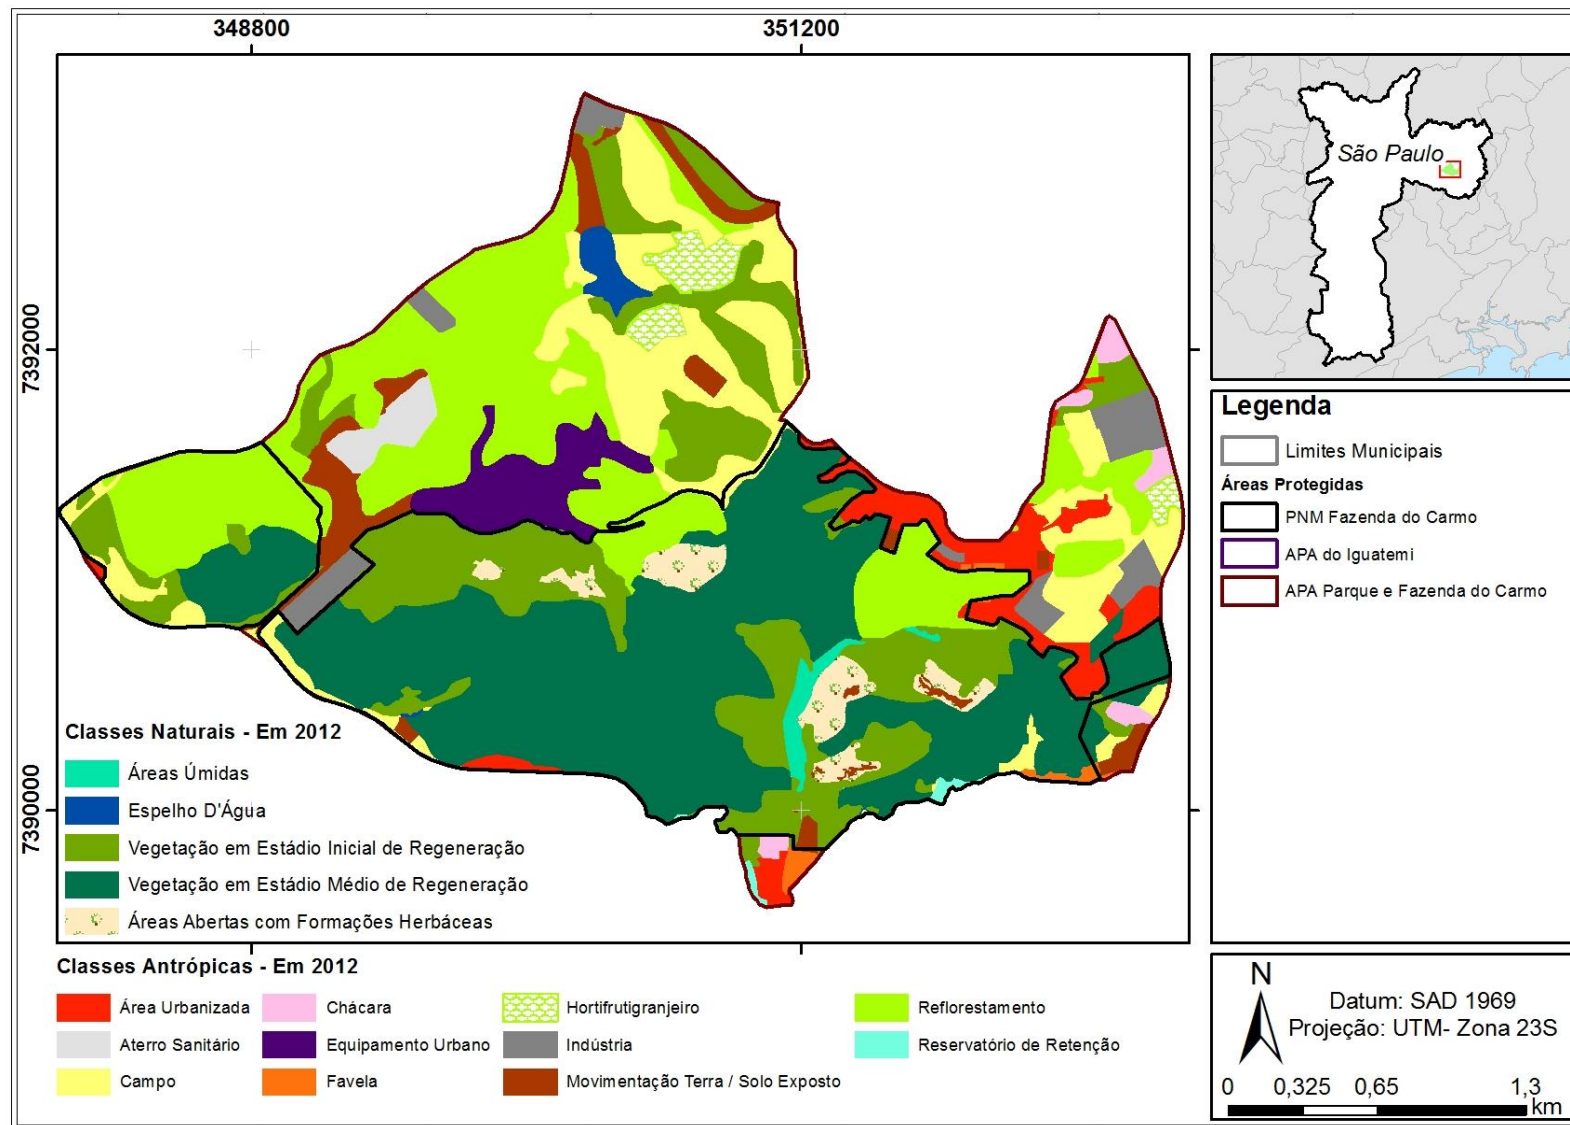 348800
351200
7392000
7390000
São Paulo
Legenda
Limites Municipais
Áreas Protegidas
PNM Fazenda do Carmo
APA do Iguatemi
APA Parque e Fazenda do Carmo
Classes Naturais - Em 2012
Áreas Úmidas
Espelho D'Água
Vegetação em Estádio Inicial de Regeneração
Vegetação em Estádio Médio de Regeneração
Áreas Abertas com Formações Herbáceas
Classes Antrópicas - Em 2012
Área Urbanizada
Chácara
Hortifrutigranjeiro
Reflorestamento
Aterro Sanitário
Equipamento Urbano
Indústria
Reservatório de Retenção
Campo
Favela
Movimentação Terra / Solo Exposto
N
Datum: SAD 1969
Projeção: UTM- Zona 23S
0 0,325 0,65 1,3
km